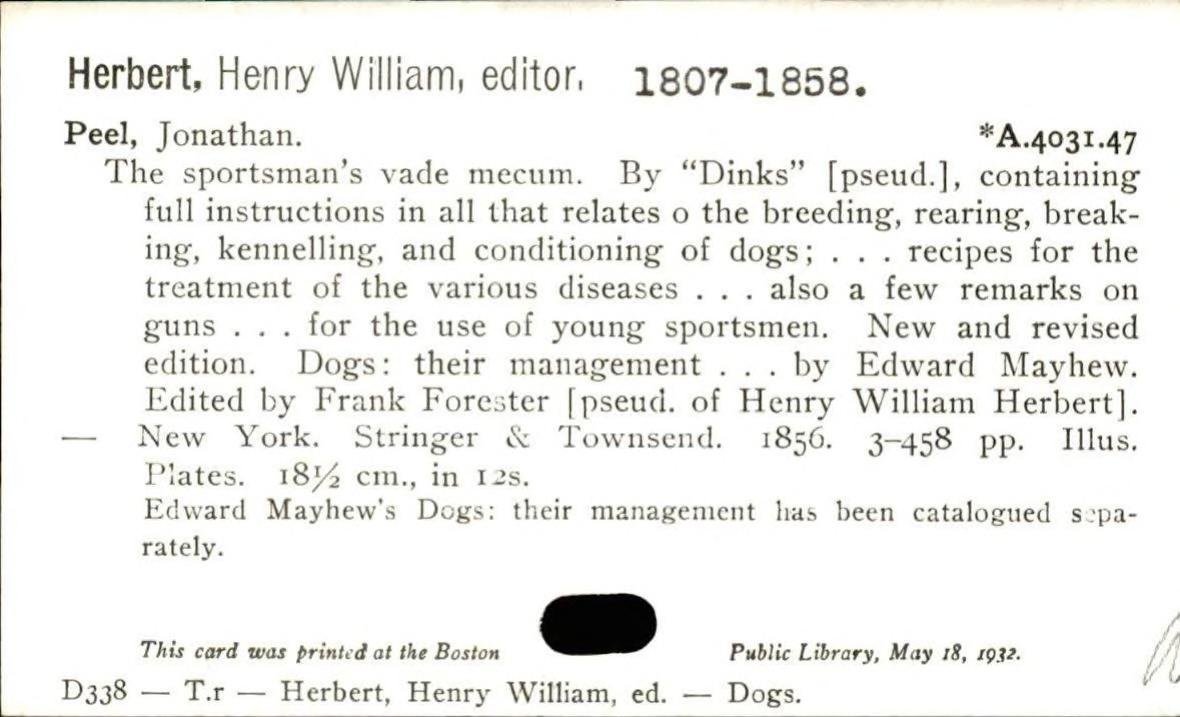 Herbert, Henry William, editor. 1807-1858.
Peel, Jonathan. *A.4031.47
The sportsman's vade mecum. By “Dinks” [pseud.], containing
full instructions in all that relates o the breeding, rearing, break-
ing, kennelling, and conditioning of dogs; . . . recipes for the
treatment of the various diseases . . . also a few remarks on
guns . . . for the use of young sportsmen. New and revised
edition. Dogs: their management . . . by Edward Mayhew.
Edited by Frank Forester [pseud. of Henry William Herbert].
— New York. Stringer & Townsend. 1856. 3–458 pp. Illus.
Plates. 18½ cm., in 12s.
Edward Mayhew's Dogs: their management has been catalogued sepa-
rately.
This card was printed at the Boston Public Library, May 18, 1932.
D338 — T.r — Herbert, Henry William, ed. — Dogs.